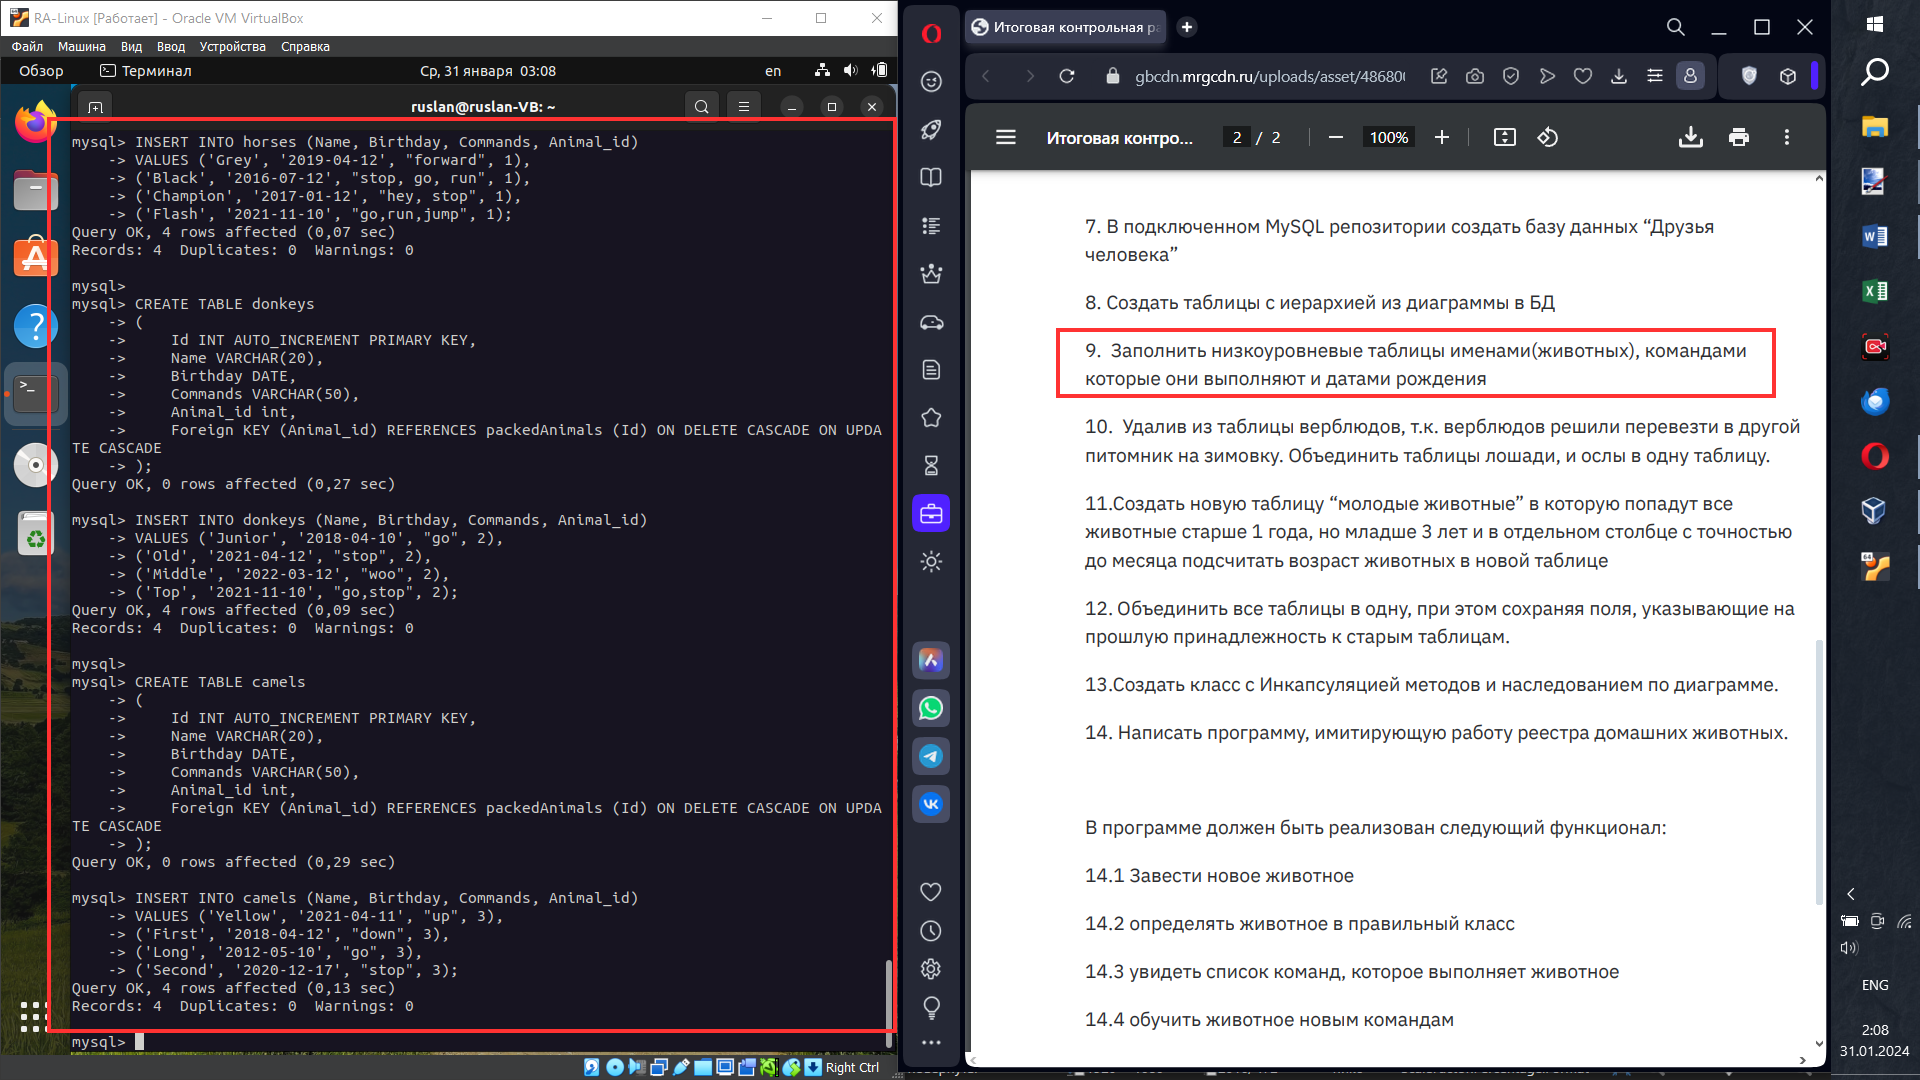 RA-Linux [Работает] - Oracle VM VirtualBox
Файл Машина Вид Ввод Устройства Справка
Обзор Терминал Ср, 31 января 03:08 en
ruslan@ruslan-VB: ~
mysql> INSERT INTO horses (Name, Birthday, Commands, Animal_id)
-> VALUES ('Grey', '2019-04-12', "forward", 1),
-> ('Black', '2016-07-12', "stop, go, run", 1),
-> ('Champion', '2017-01-12', "hey, stop", 1),
-> ('Flash', '2021-11-10', "go,run,jump", 1);
Query OK, 4 rows affected (0,07 sec)
Records: 4 Duplicates: 0 Warnings: 0
mysql>
mysql> CREATE TABLE donkeys
-> (
-> Id INT AUTO_INCREMENT PRIMARY KEY,
-> Name VARCHAR(20),
-> Birthday DATE,
-> Commands VARCHAR(50),
-> Animal_id int,
-> Foreign KEY (Animal_id) REFERENCES packedAnimals (Id) ON DELETE CASCADE ON UPDA
TE CASCADE
-> );
Query OK, 0 rows affected (0,27 sec)
mysql> INSERT INTO donkeys (Name, Birthday, Commands, Animal_id)
-> VALUES ('Junior', '2018-04-10', "go", 2),
-> ('Old', '2021-04-12', "stop", 2),
-> ('Middle', '2022-03-12', "woo", 2),
-> ('Top', '2021-11-10', "go,stop", 2);
Query OK, 4 rows affected (0,09 sec)
Records: 4 Duplicates: 0 Warnings: 0
mysql>
mysql> CREATE TABLE camels
-> (
-> Id INT AUTO_INCREMENT PRIMARY KEY,
-> Name VARCHAR(20),
-> Birthday DATE,
-> Commands VARCHAR(50),
-> Animal_id int,
-> Foreign KEY (Animal_id) REFERENCES packedAnimals (Id) ON DELETE CASCADE ON UPDA
TE CASCADE
-> );
Query OK, 0 rows affected (0,29 sec)
mysql> INSERT INTO camels (Name, Birthday, Commands, Animal_id)
-> VALUES ('Yellow', '2021-04-11', "up", 3),
-> ('First', '2018-04-12', "down", 3),
-> ('Long', '2012-05-10', "go", 3),
-> ('Second', '2020-12-17', "stop", 3);
Query OK, 4 rows affected (0,13 sec)
Records: 4 Duplicates: 0 Warnings: 0
mysql>
Right Ctrl
Итоговая контрольная ра
gbcdn.mrgcdn.ru/uploads/asset/486800
Итоговая контро... 2 / 2 100%
7. В подключенном MySQL репозитории создать базу данных “Друзья
человека”
8. Создать таблицы с иерархией из диаграммы в БД
9. Заполнить низкоуровневые таблицы именами(животных), командами
которые они выполняют и датами рождения
10. Удалив из таблицы верблюдов, т.к. верблюдов решили перевезти в другой
питомник на зимовку. Объединить таблицы лошади, и ослы в одну таблицу.
11.Создать новую таблицу “молодые животные” в которую попадут все
животные старше 1 года, но младше 3 лет и в отдельном столбце с точностью
до месяца подсчитать возраст животных в новой таблице
12. Объединить все таблицы в одну, при этом сохраняя поля, указывающие на
прошлую принадлежность к старым таблицам.
13.Создать класс с Инкапсуляцией методов и наследованием по диаграмме.
14. Написать программу, имитирующую работу реестра домашних животных.
В программе должен быть реализован следующий функционал:
14.1 Завести новое животное
14.2 определять животное в правильный класс
14.3 увидеть список команд, которое выполняет животное
14.4 обучить животное новым командам
64
ENG
2:08
31.01.2024